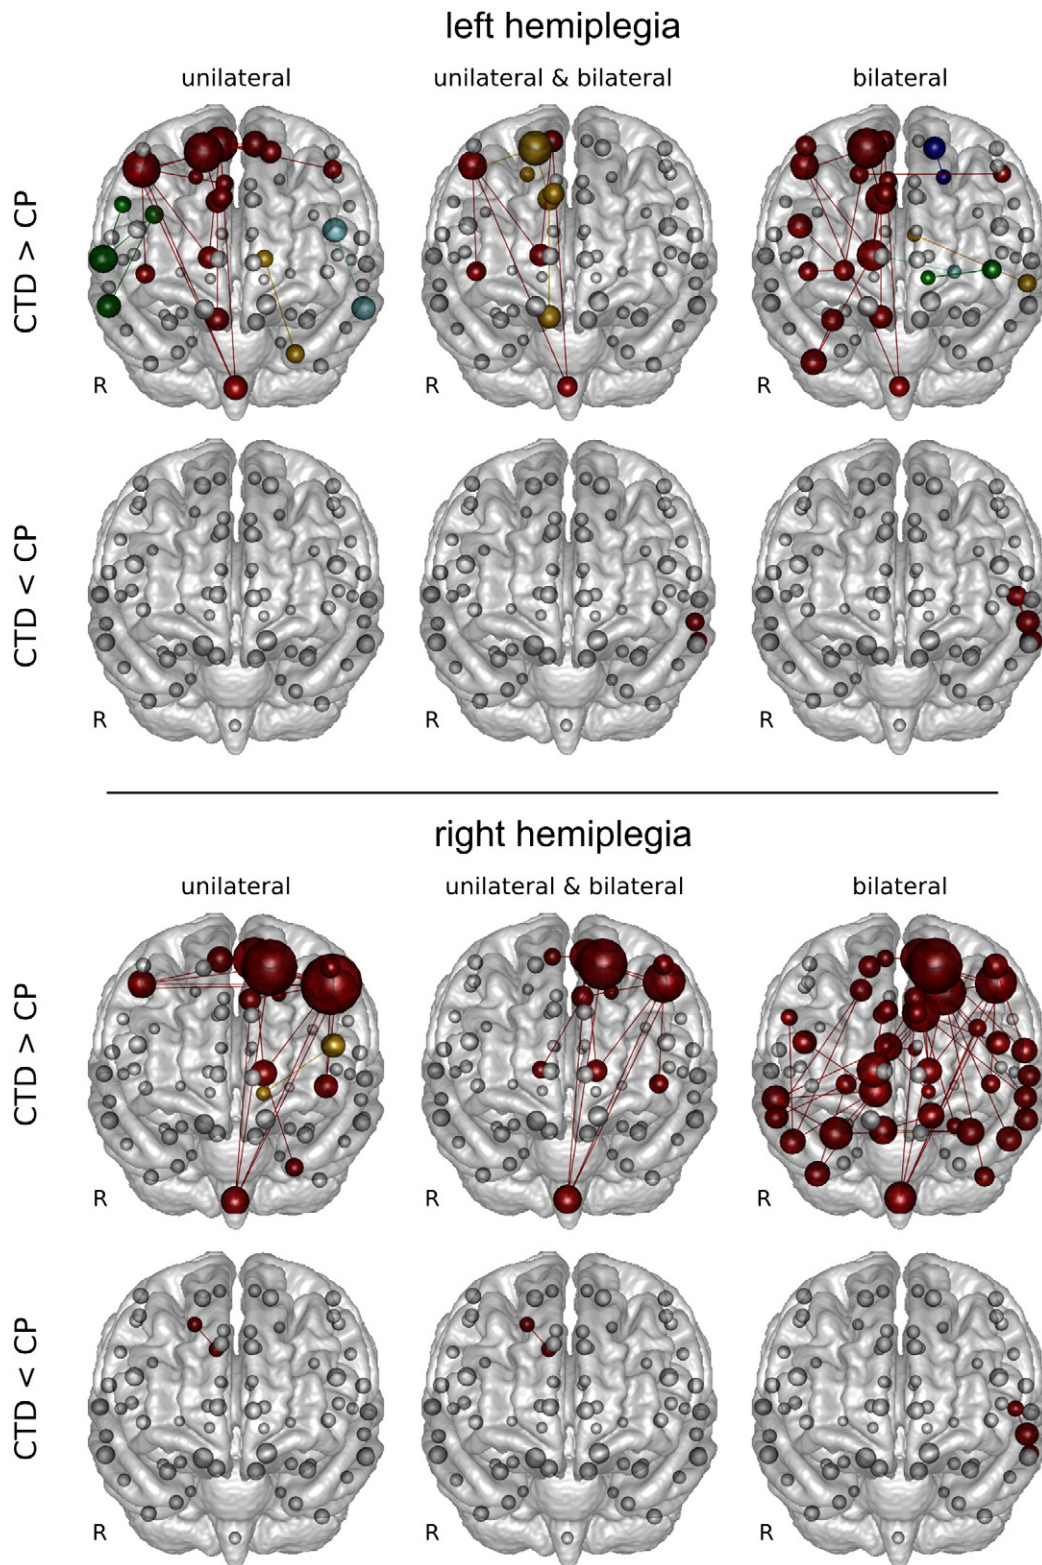 left hemiplegia
unilateral
unilateral & bilateral
bilateral
CTD > CP
R
R
R
CTD < CP
R
R
R
right hemiplegia
unilateral
unilateral & bilateral
bilateral
CTD > CP
R
R
R
CTD < CP
R
R
R